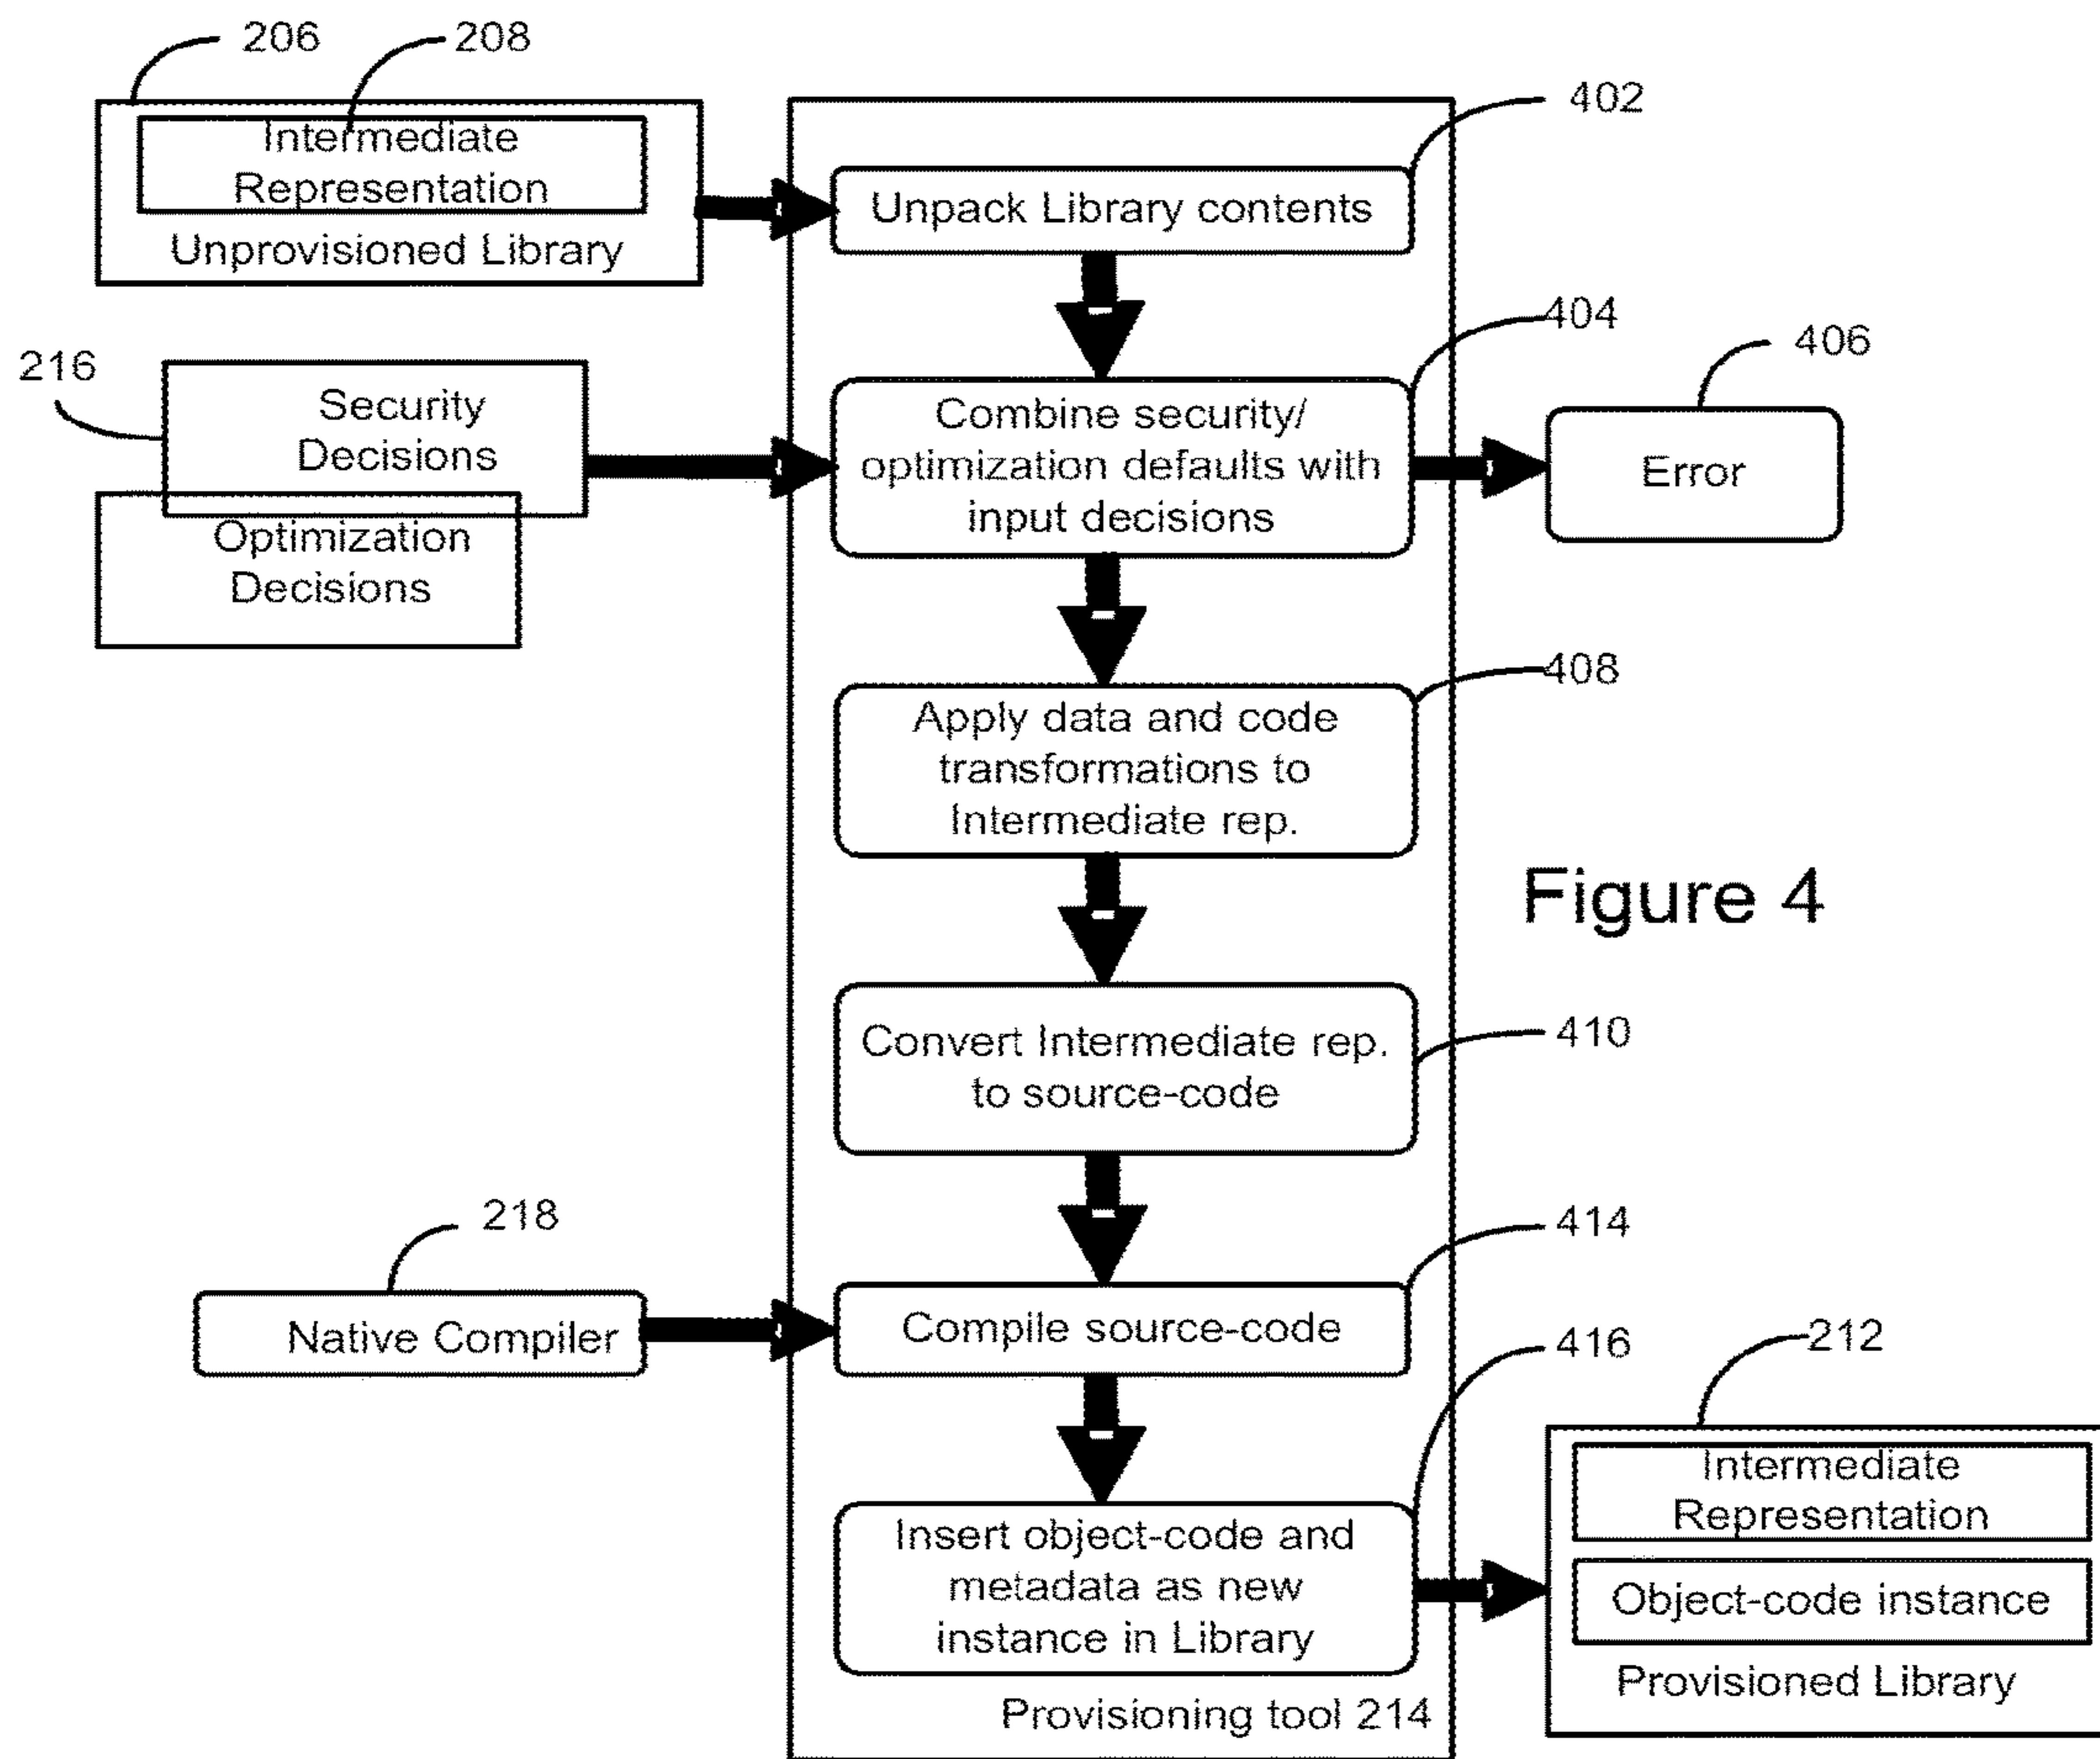 206
208
402
Intermediate
Representation
Unprovisioned Library
Unpack Library contents
404
406
216
Security
Decisions
Optimization
Decisions
Combine security/
optimization defaults with
input decisions
Error
408
Apply data and code
transformations to
Intermediate rep.
Figure 4
410
Convert Intermediate rep.
to source-code
218
414
Native Compiler
Compile source-code
416
212
Insert object-code and
metadata as new
instance in Library
Intermediate
Representation
Object-code instance
Provisioned Library
Provisioning tool 214